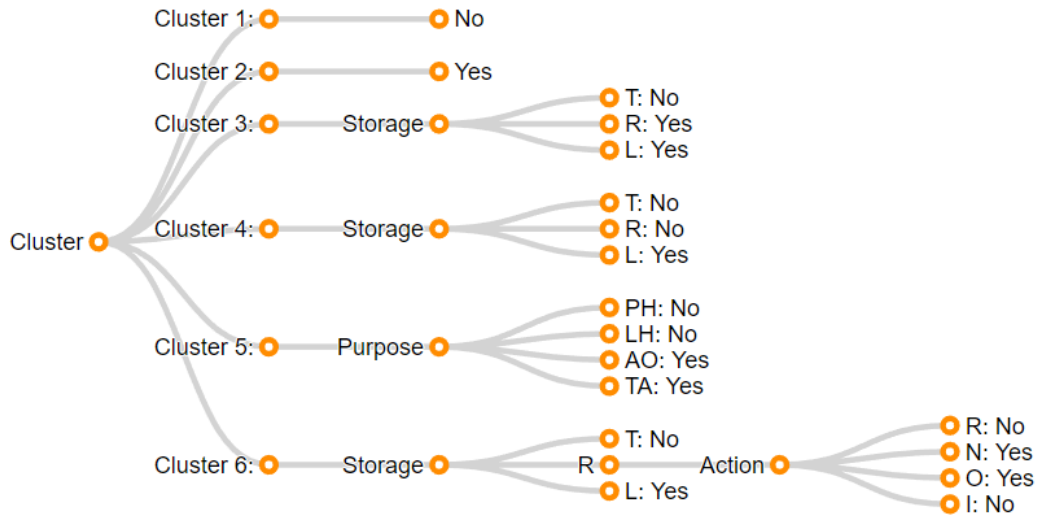 Cluster
Cluster 1:
No
Cluster 2:
Yes
Cluster 3:
Storage
T: No
R: Yes
L: Yes
Cluster 4:
Storage
T: No
R: No
L: Yes
Cluster 5:
Purpose
PH: No
LH: No
AO: Yes
TA: Yes
Cluster 6:
Storage
T: No
R
L: Yes
Action
R: No
N: Yes
O: Yes
I: No